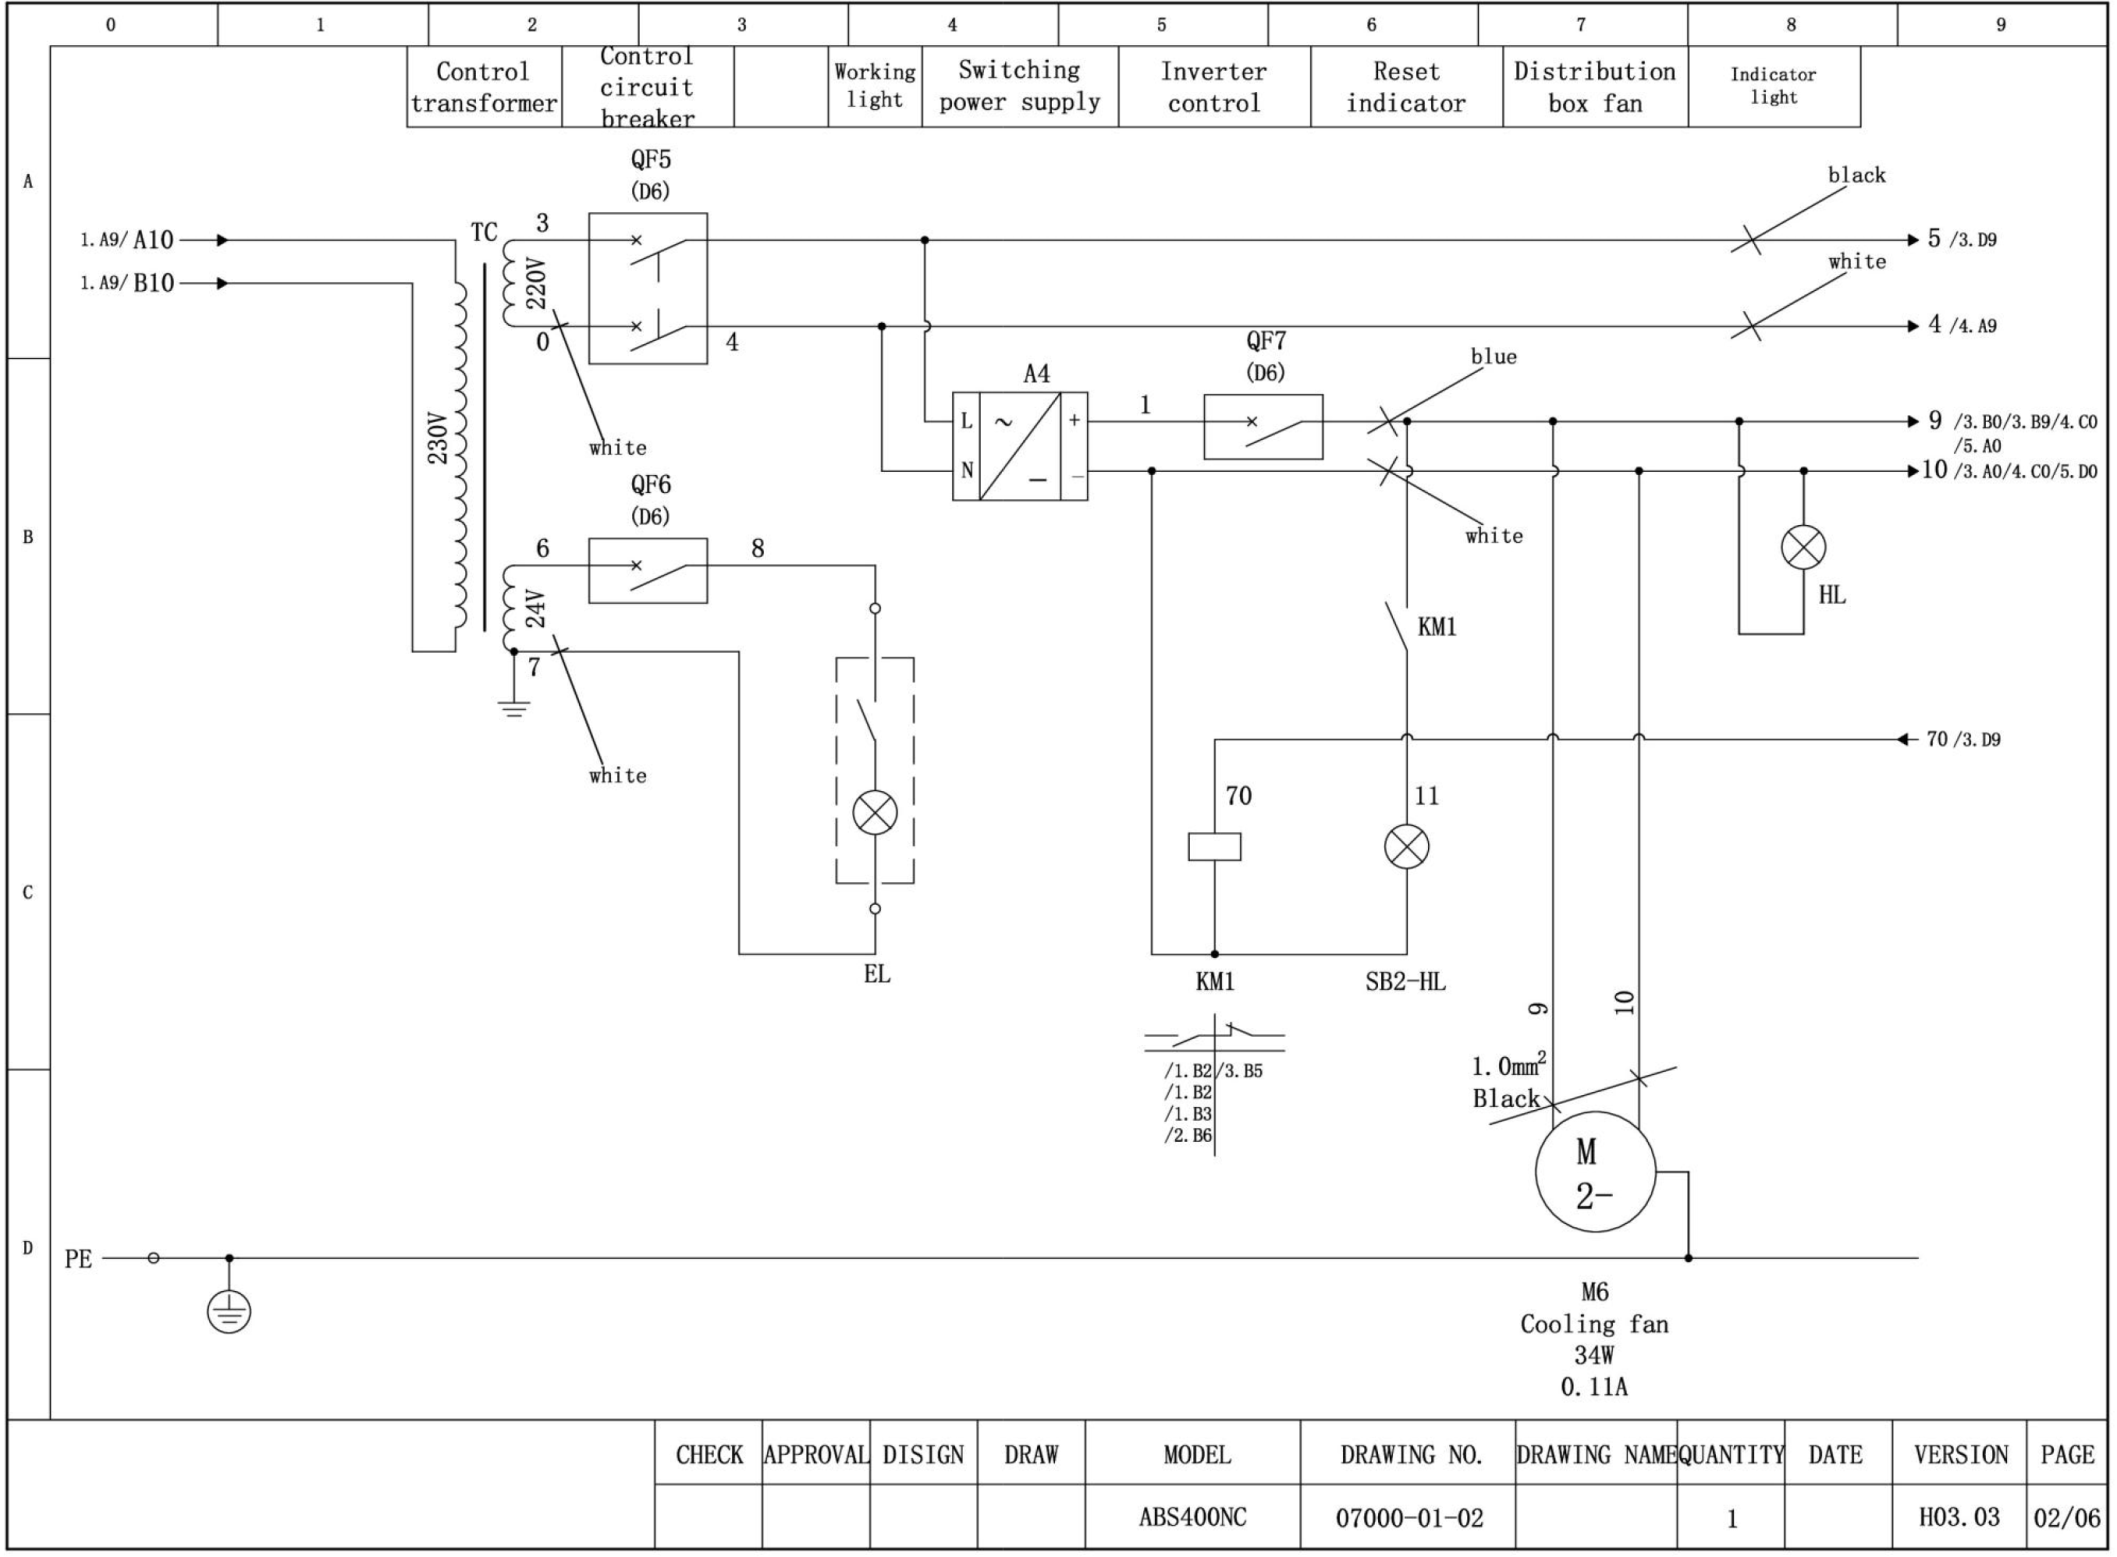 0 1 2 3 4 5 6 7 8 9
Control
transformer
Control
circuit
breaker
Working
light
Switching
power supply
Inverter
control
Reset
indicator
Distribution
box fan
Indicator
light
A
QF5
(D6)
black
1.A9/A10
TC
3
5 /3.D9
1.A9/B10
220V
white
0
4
4 /4.A9
white
230V
QF7
(D6)
blue
A4
L
~
+
1
9 /3.B0/3.B9/4.C0
/5.A0
N
—
−
10 /3.A0/4.C0/5.D0
white
B
QF6
(D6)
6
8
24V
7
white
HL
KM1
70 /3.D9
70
11
C
EL
KM1
SB2-HL
/1.B2 /3.B5
/1.B2
/1.B3
/2.B6
9
10
1.0mm²
Black
M
2-
D
PE
M6
Cooling fan
34W
0.11A
CHECK APPROVAL DISIGN DRAW MODEL DRAWING NO. DRAWING NAME QUANTITY DATE VERSION PAGE
ABS400NC 07000-01-02 1 H03.03 02/06